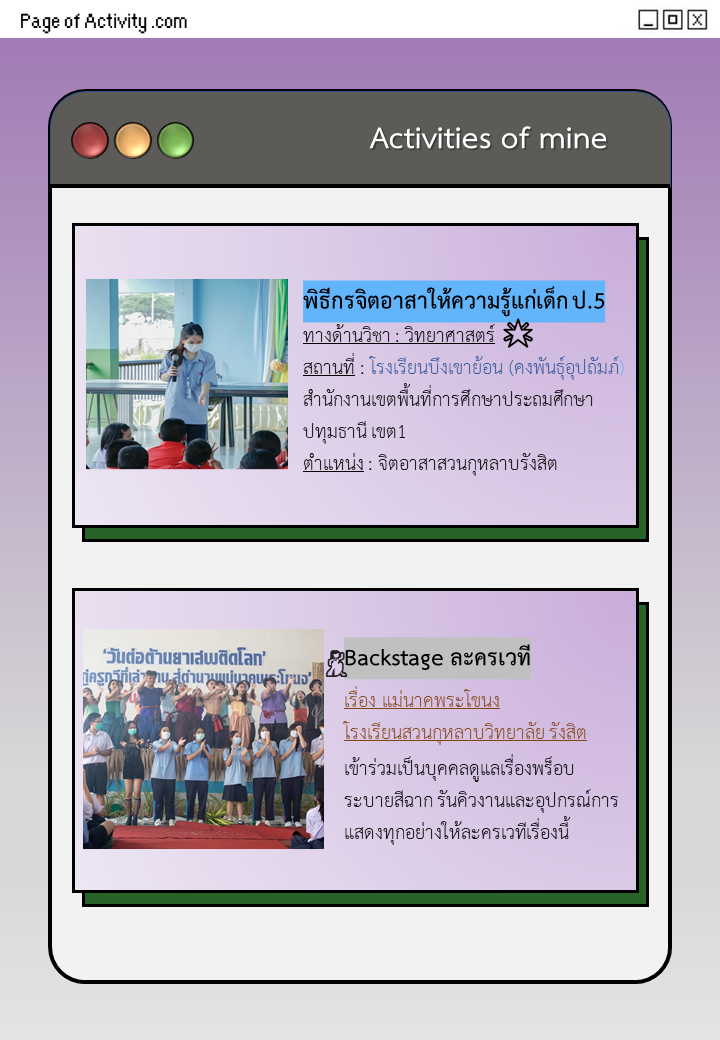 Page of Activity .com
Activities of mine
พิธีกรจิตอาสาให้ความรู้แก่เด็ก ป.5
ทางด้านวิชา : วิทยาศาสตร์
สถานที่ : โรงเรียนบึงเขาย้อน (คงพันธุ์อุปถัมภ์)
สำนักงานเขตพื้นที่การศึกษาประถมศึกษา
ปทุมธานี เขต1
ตำแหน่ง : จิตอาสาสวนกุหลาบรังสิต
'วันต่อต้านยาเสพติดโลก'
Backstage ละครเวที
เรื่อง แม่นาคพระโขนง
โรงเรียนสวนกุหลาบวิทยาลัย รังสิต
เข้าร่วมเป็นบุคคลดูแลเรื่องพร็อบ
ระบายสีฉาก รันคิวงานและอุปกรณ์การ
แสดงทุกอย่างให้ละครเวทีเรื่องนี้